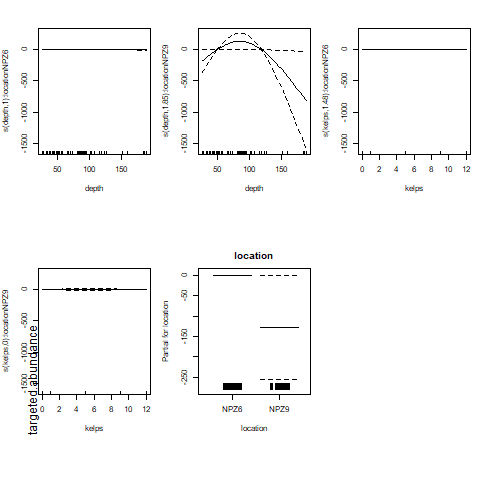 s(depth,1):locationNPZ6
0
-500
-1000
-1500
50
100
150
depth
s(depth,1.85):locationNPZ9
0
-500
-1000
-1500
50
100
150
depth
s(kelps,1.48):locationNPZ6
0
-500
-1000
-1500
0
2
4
6
8
10
12
kelps
s(kelps,0):locationNPZ9
0
-500
-1000
-1500
0
2
4
6
8
10
12
kelps
targeted.abundance
location
Partial for location
0
-50
-150
-250
NPZ6
NPZ9
location